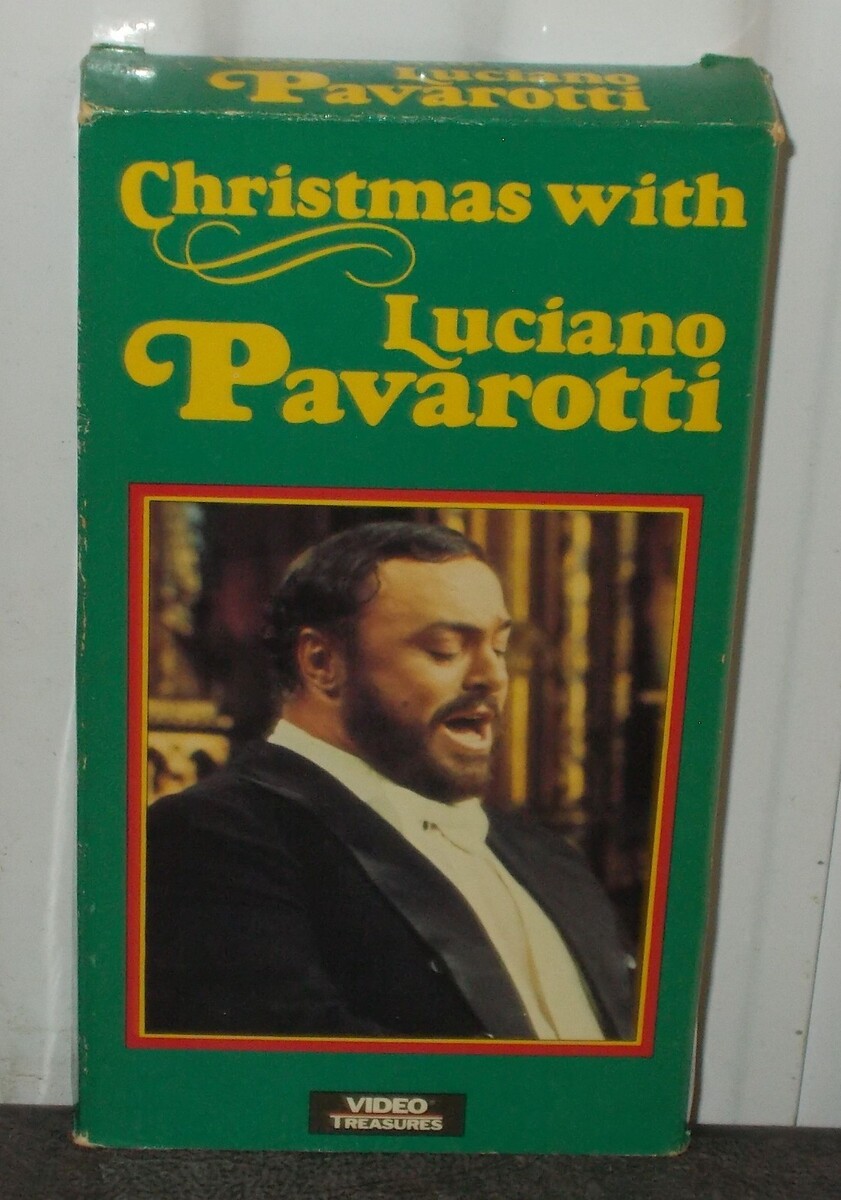 Luciano
Pavarotti
Christmas with
Luciano
Pavarotti
VIDEO
TREASURES